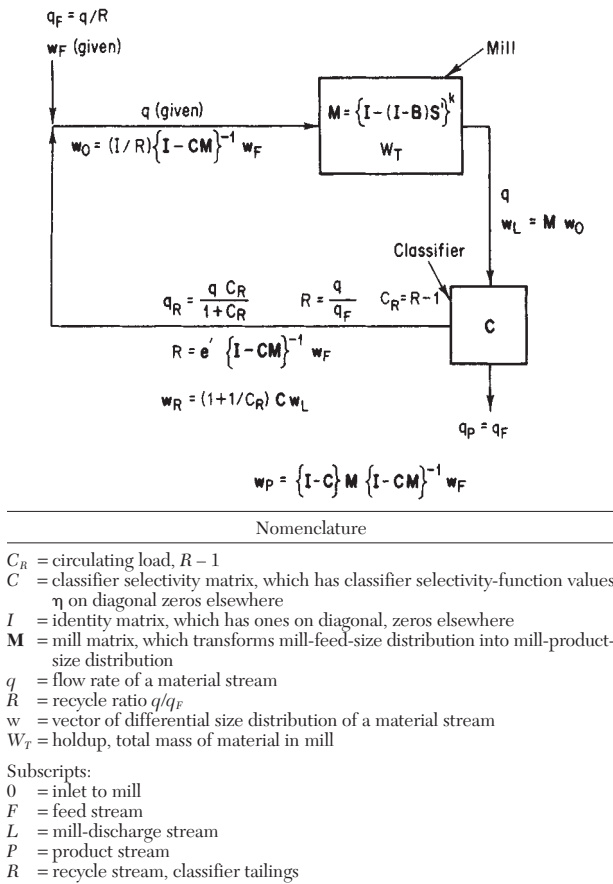 q_F = q/R
w_F (given)
Mill
q (given)
M = {I – (I–B)S'}^k
w_O = (I/R){I – CM}^–1 w_F
W_T
q
w_L = M w_O
Classifier
q_R = q C_R / 1+C_R   R = q / q_F   C_R = R – 1
C
R = e' {I – CM}^–1 w_F
w_R = (1+1/C_R) C w_L
q_P = q_F
w_P = {I – C} M {I – CM}^–1 w_F
Nomenclature
C_R = circulating load, R – 1
C = classifier selectivity matrix, which has classifier selectivity-function values
η on diagonal zeros elsewhere
I = identity matrix, which has ones on diagonal, zeros elsewhere
M = mill matrix, which transforms mill-feed-size distribution into mill-product-
size distribution
q = flow rate of a material stream
R = recycle ratio q/q_F
w = vector of differential size distribution of a material stream
W_T = holdup, total mass of material in mill
Subscripts:
0 = inlet to mill
F = feed stream
L = mill-discharge stream
P = product stream
R = recycle stream, classifier tailings